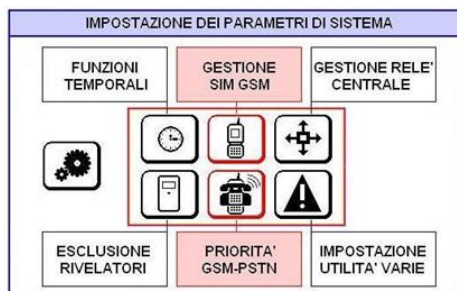 IMPOSTAZIONE DEI PARAMETRI DI SISTEMA
FUNZIONI
TEMPORALI
GESTIONE
SIM GSM
GESTIONE RELE'
CENTRALE
ESCLUSIONE
RIVELATORI
PRIORITA'
GSM-PSTN
IMPOSTAZIONE
UTILITA' VARIE